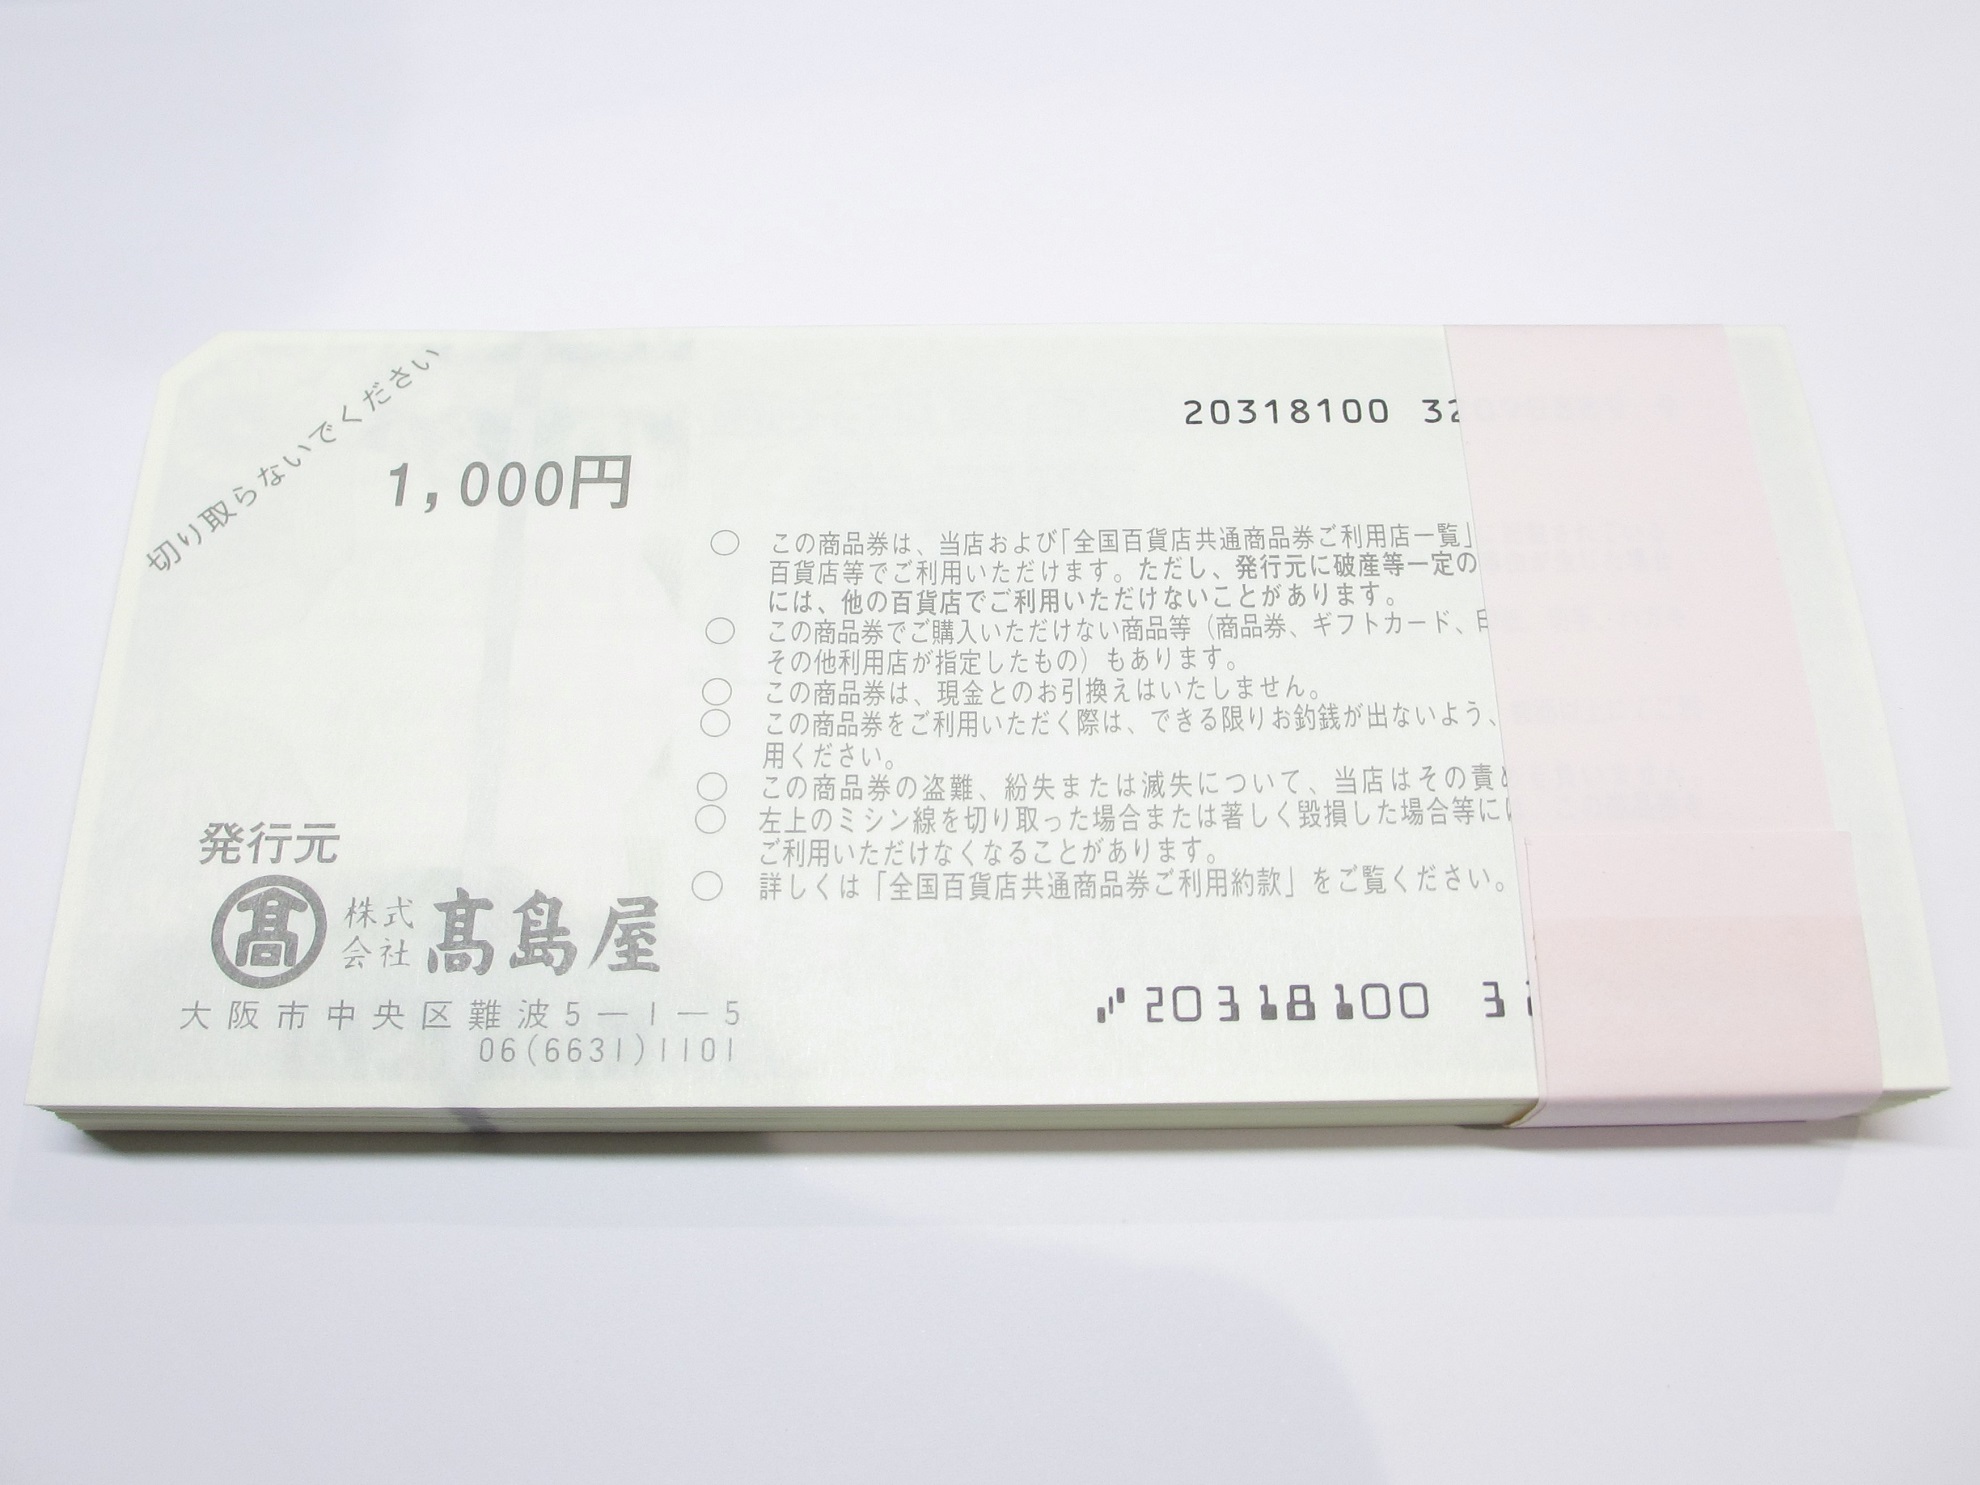 切り取らないでください
20318100 32
1,000円
○ この商品券は、当店および「全国百貨店共通商品券ご利用店一覧」
百貨店等でご利用いただけます。ただし、発行元に破産等一定の
には、他の百貨店でご利用いただけないことがあります。
○ この商品券でご購入いただけない商品等（商品券、ギフトカード、
その他利用店が指定したもの）もあります。
○ この商品券は、現金とのお引換えはいたしません。
○ この商品券をご利用いただく際は、できる限りお釣銭が出ないよう、
用ください。
○ この商品券の盗難、紛失または滅失について、当店はその責
○ 左上のミシン線を切り取った場合または著しく毀損した場合等に
ご利用いただけなくなることがあります。
○ 詳しくは「全国百貨店共通商品券ご利用約款」をご覧ください。
発行元
髙 株式会社 髙島屋
大阪市中央区難波5－1－5
06(6631)1101
20318100 3